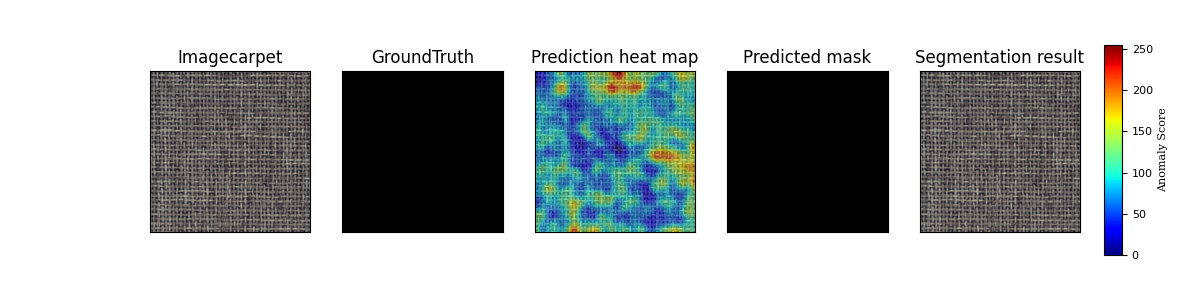 Imagecarpet
GroundTruth
Prediction heat map
Predicted mask
Segmentation result
250
200
150
100
50
0
Anomaly Score